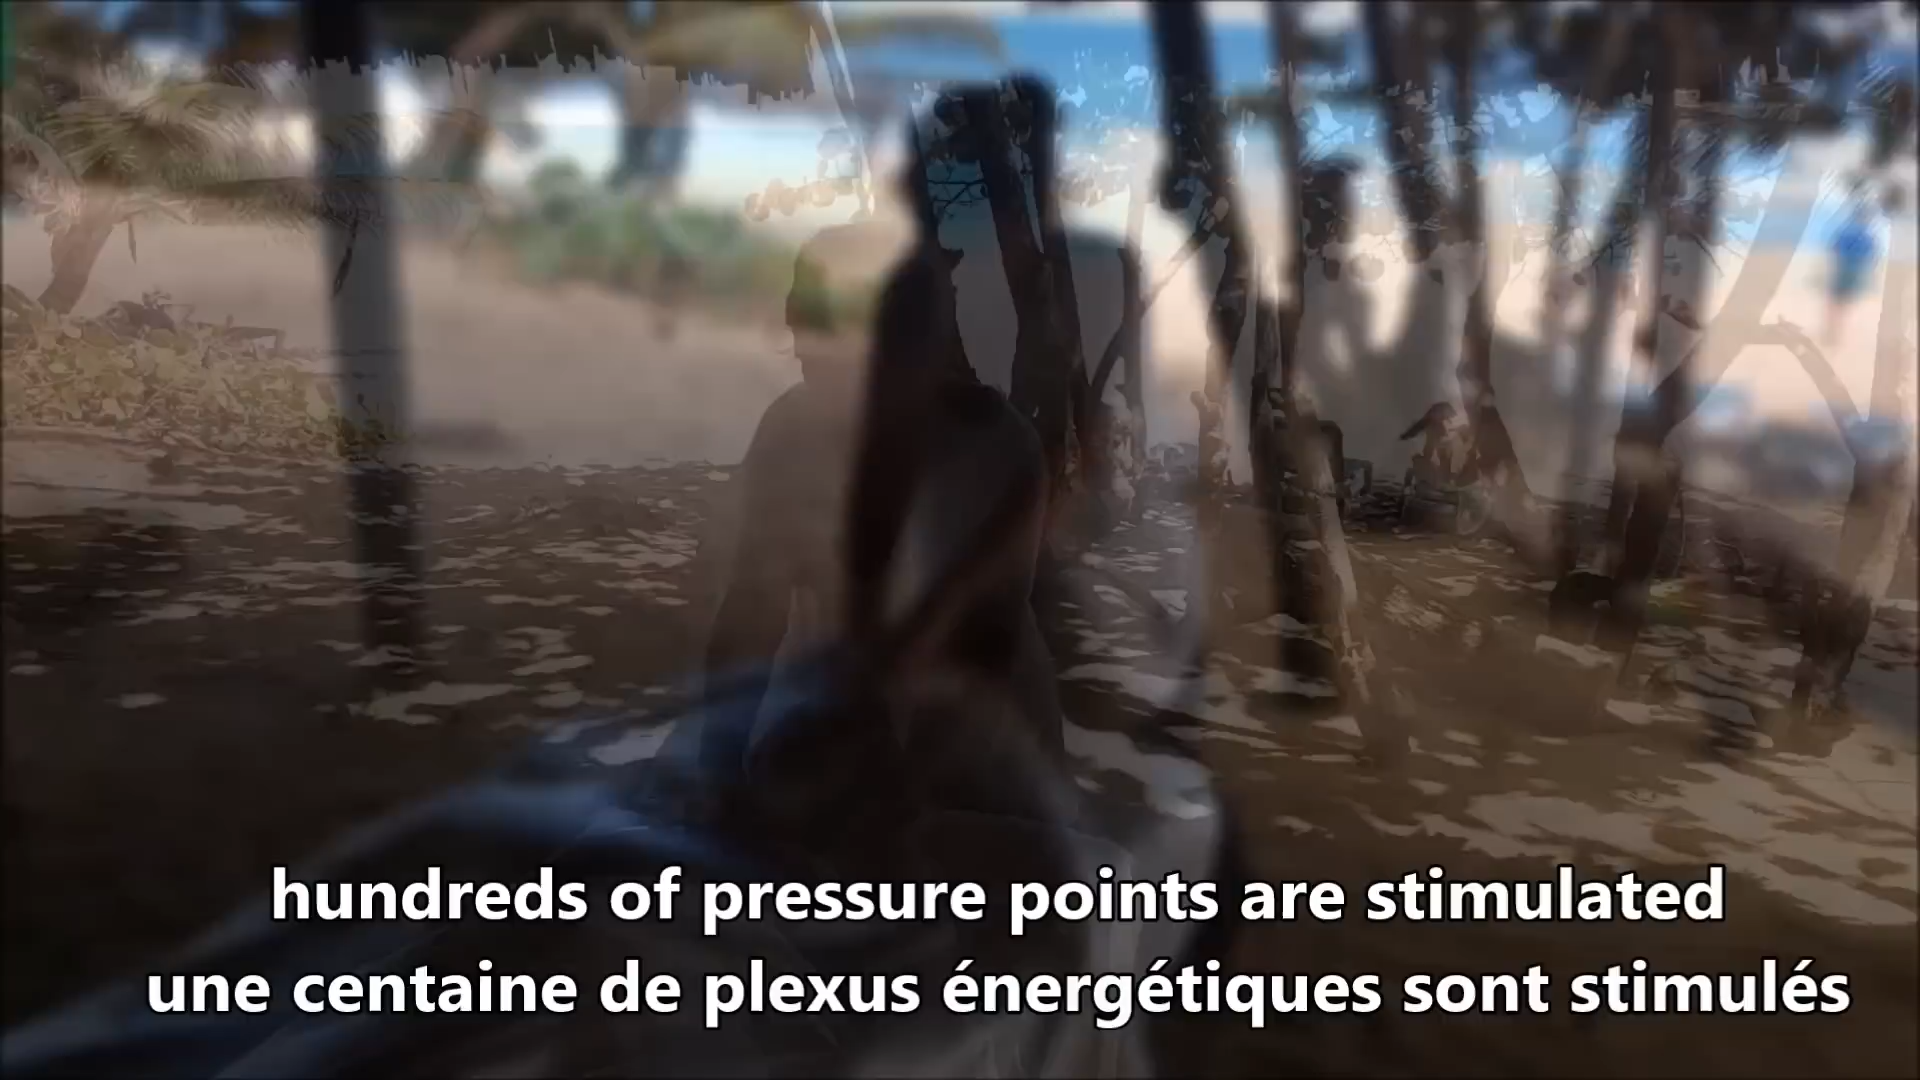 hundreds of pressure points are stimulated
une centaine de plexus énergétiques sont stimulés